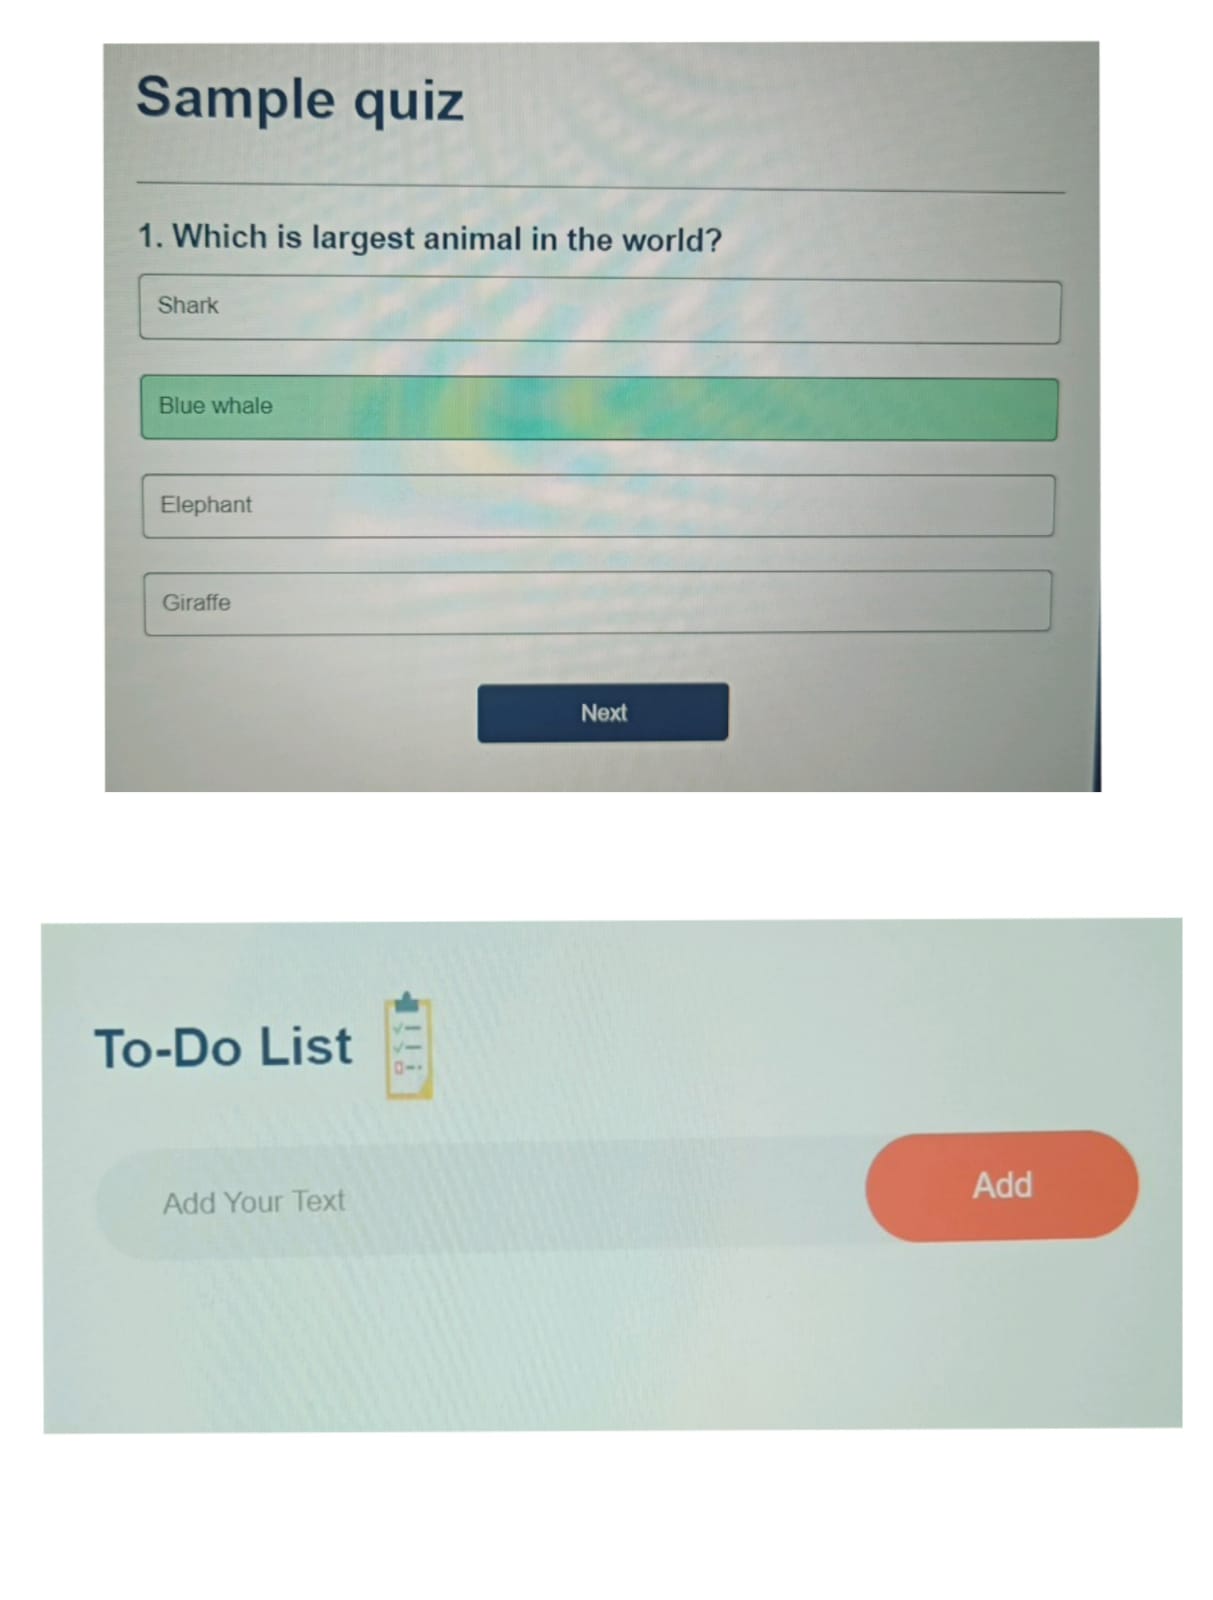 Sample quiz
1. Which is largest animal in the world?
Shark
Blue whale
Elephant
Giraffe
Next
To-Do List
Add Your Text
Add